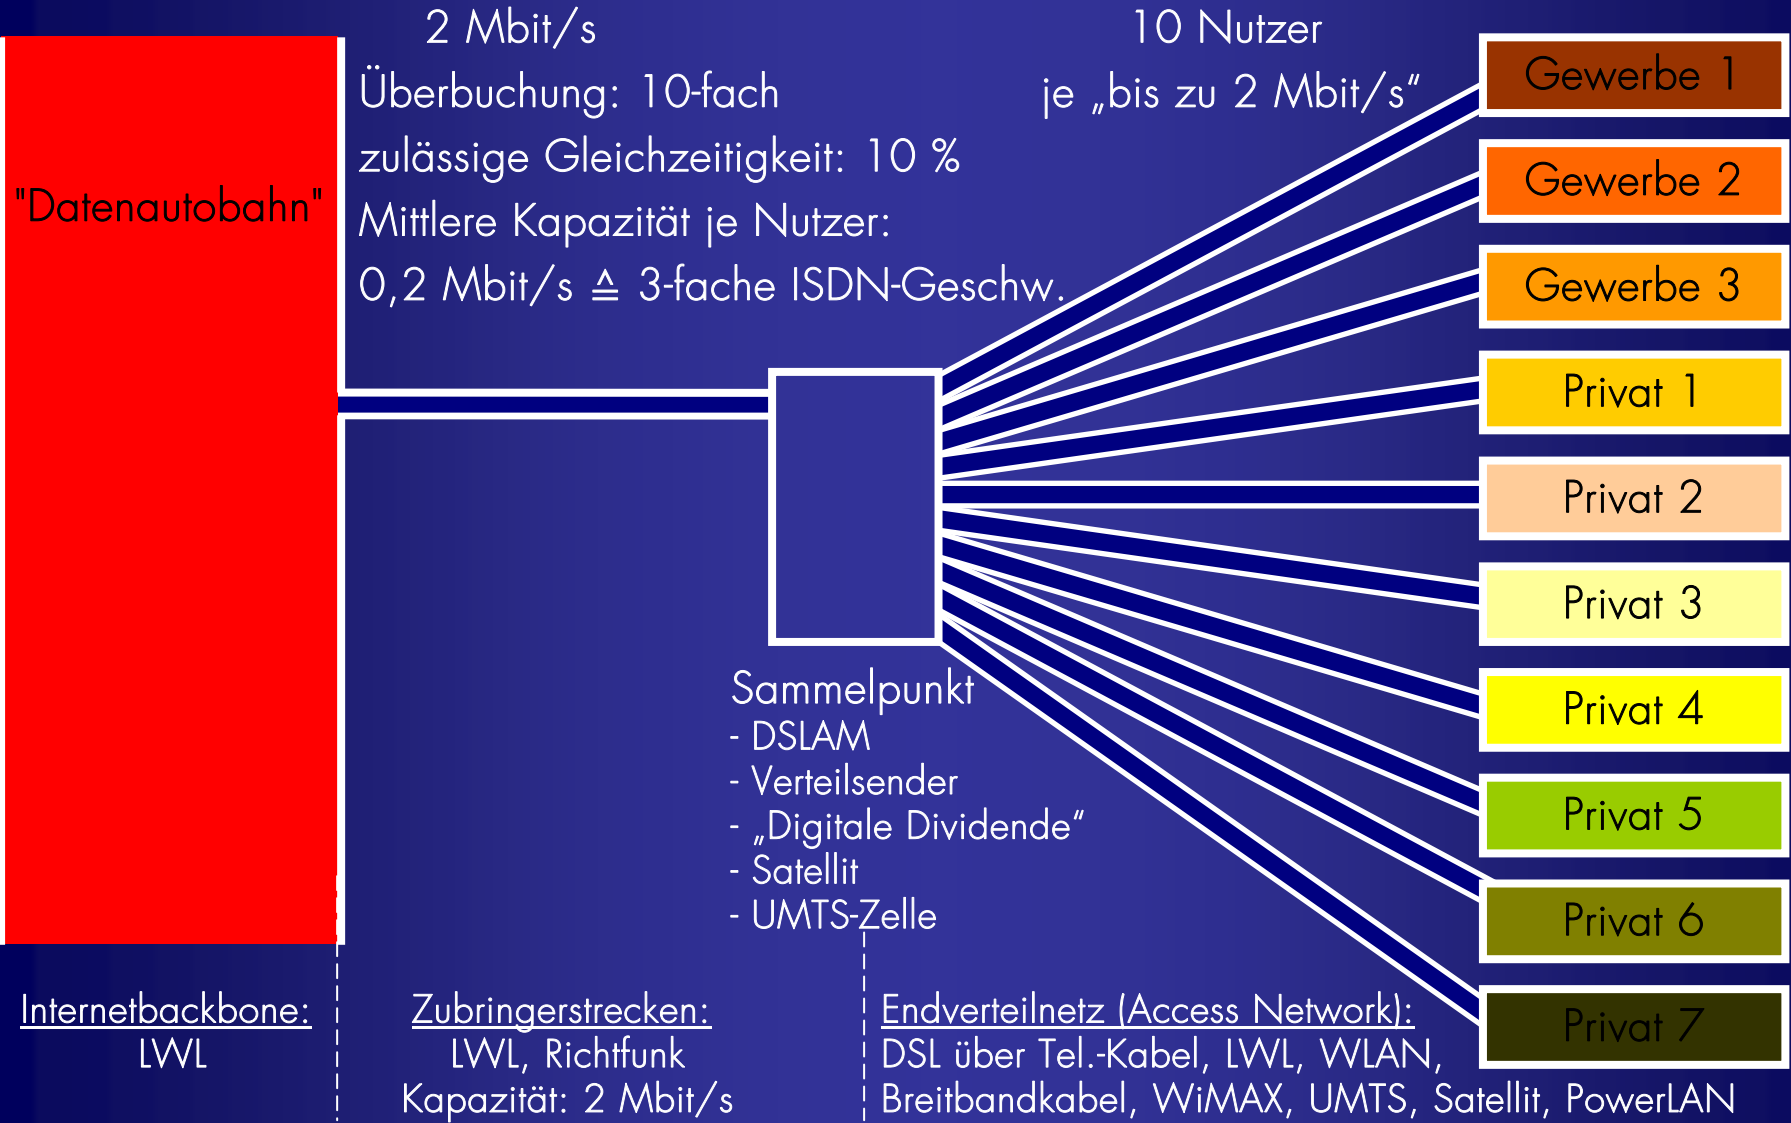 2 Mbit/s
Überbuchung: 10-fach
zulässige Gleichzeitigkeit: 10 %
Mittlere Kapazität je Nutzer:
0,2 Mbit/s ≙ 3-fache ISDN-Geschw.
10 Nutzer
je „bis zu 2 Mbit/s“
"Datenautobahn"
Gewerbe 1
Gewerbe 2
Gewerbe 3
Privat 1
Privat 2
Privat 3
Privat 4
Privat 5
Privat 6
Privat 7
Sammelpunkt
- DSLAM
- Verteilsender
- „Digitale Dividende“
- Satellit
- UMTS-Zelle
Internetbackbone:
LWL
Zubringerstrecken:
LWL, Richtfunk
Kapazität: 2 Mbit/s
Endverteilnetz (Access Network):
DSL über Tel.-Kabel, LWL, WLAN,
Breitbandkabel, WiMAX, UMTS, Satellit, PowerLAN